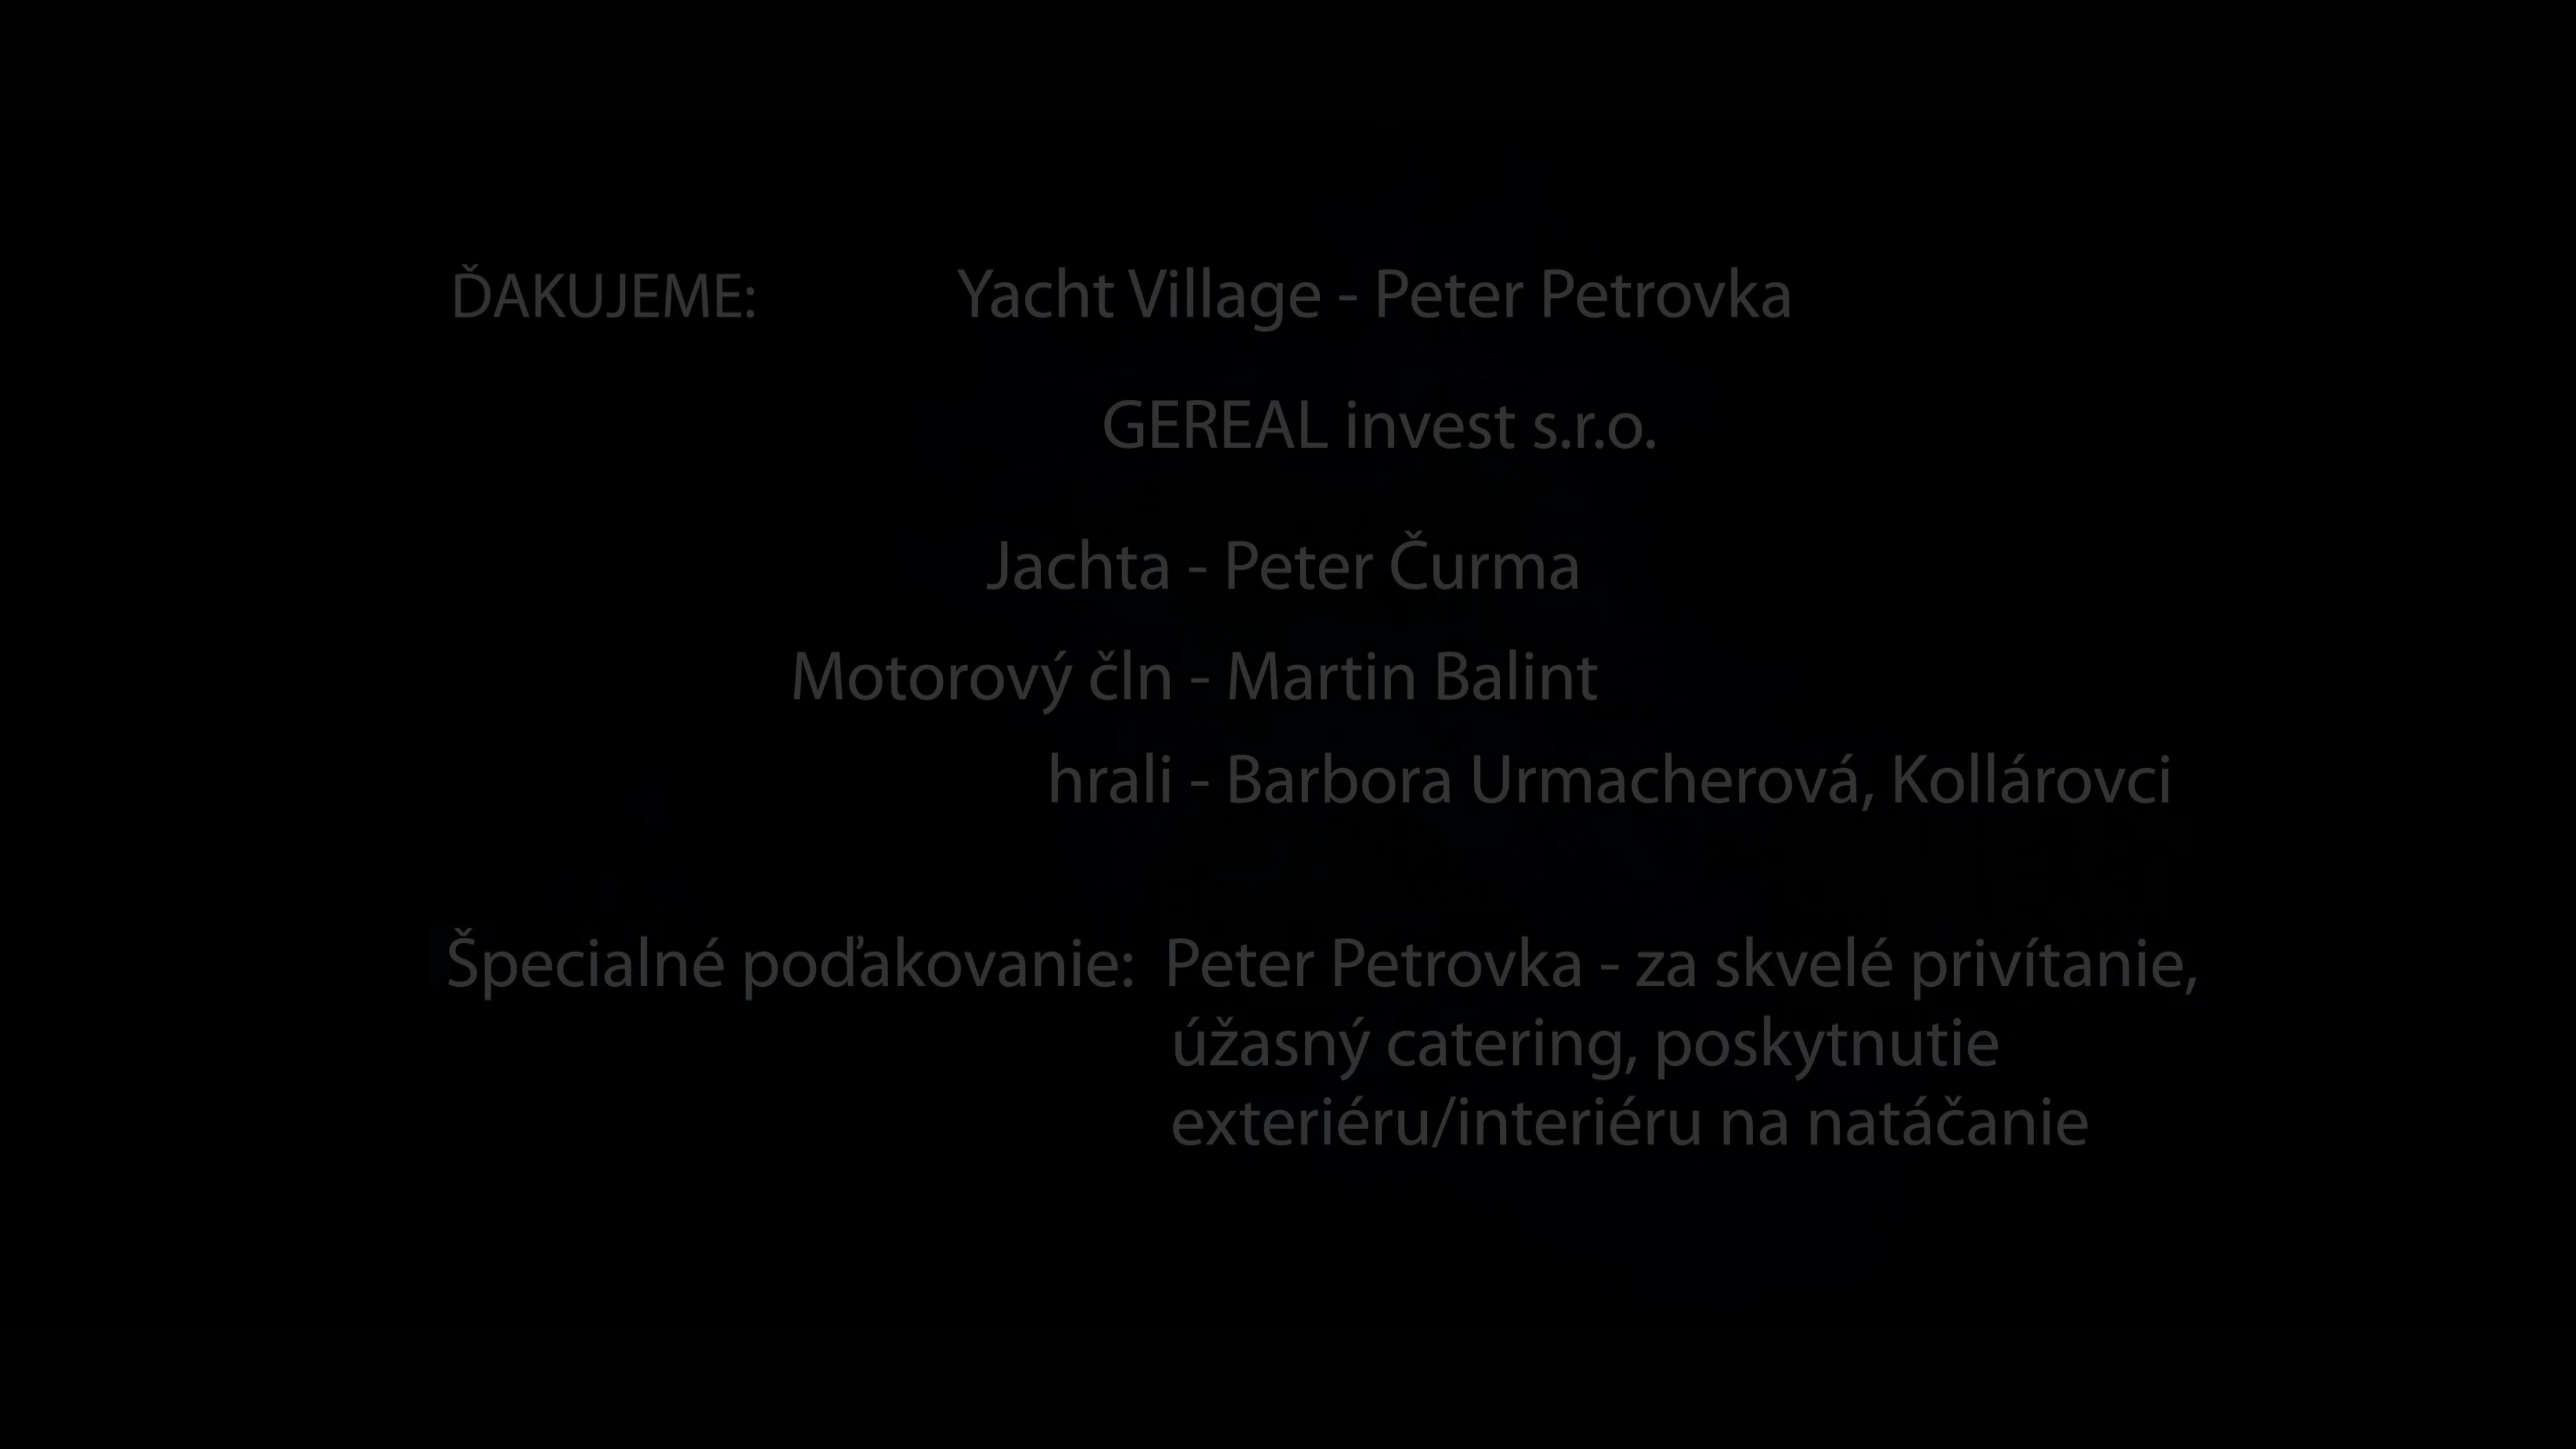 ĎAKUJEME: Yacht Village - Peter Petrovka
GEREAL invest s.r.o.
Jachta - Peter Čurma
Motorový čln - Martin Balint
hrali - Barbora Urmacherová, Kollárovci
Špecialné poďakovanie: Peter Petrovka - za skvelé privítanie,
úžasný catering, poskytnutie
exteriéru/interiéru na natáčanie